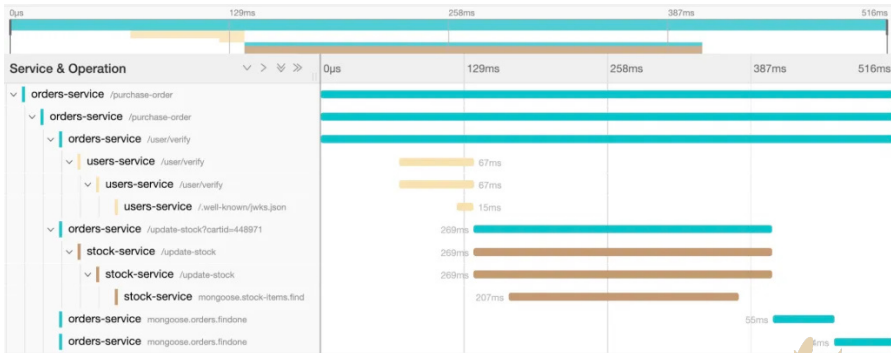 0μs 129ms 258ms 387ms 516ms
Service & Operation 0μs 129ms 258ms 387ms 516ms
orders-service /purchase-order
orders-service /purchase-order
orders-service /user/verify
users-service /user/verify 67ms
users-service /user/verify 67ms
users-service /.well-known/jwks.json 15ms
orders-service /update-stock?cartid=448971 269ms
stock-service /update-stock 269ms
stock-service /update-stock 269ms
stock-service mongoose.stock-items.find 207ms
orders-service mongoose.orders.findone 55ms
orders-service mongoose.orders.findone